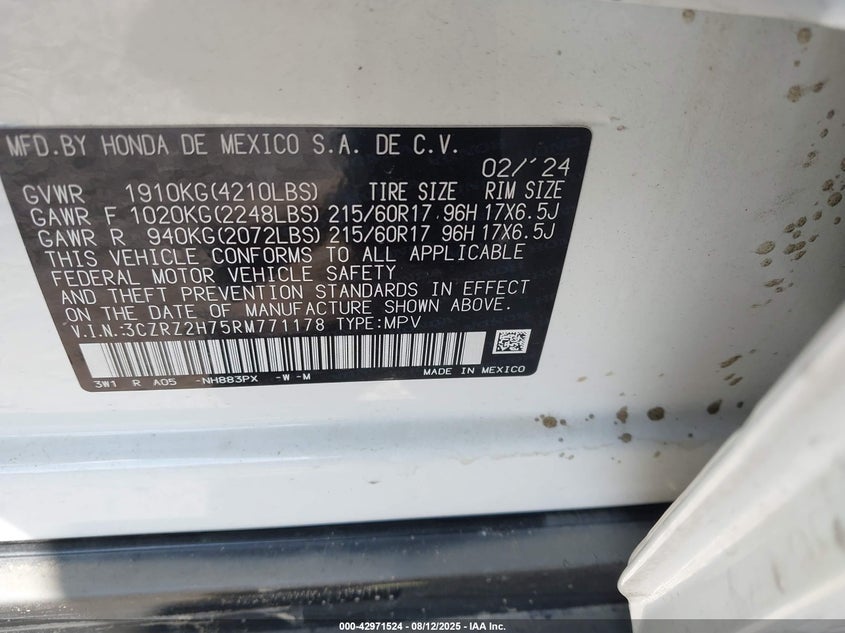 MFD.BY HONDA DE MEXICO S.A. DE C.V.
02/'24
GVWR 1910KG(4210LBS) TIRE SIZE RIM SIZE
GAWR F 1020KG(2248LBS) 215/60R17 96H 17X6.5J
GAWR R 940KG(2072LBS) 215/60R17 96H 17X6.5J
THIS VEHICLE CONFORMS TO ALL APPLICABLE
FEDERAL MOTOR VEHICLE SAFETY
AND THEFT PREVENTION STANDARDS IN EFFECT
ON THE DATE OF MANUFACTURE SHOWN ABOVE.
V.I.N.:3CZRZ2H75RM771178 TYPE:MPV
3W1 R A05 -NH883PX -W -M MADE IN MEXICO
000-42971524 - 08/12/2025 - IAA Inc.